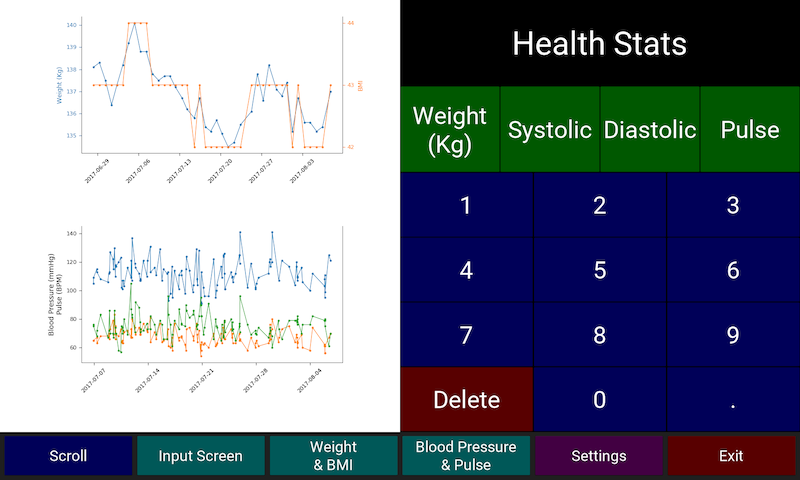 140
139
138
137
136
135
Weight (Kg)
44
43
42
BMI
2017-06-29
2017-07-06
2017-07-13
2017-07-20
2017-07-27
2017-08-03
140
120
100
80
60
Blood Pressure (mmHg)
Pulse (BPM)
2017-07-07
2017-07-14
2017-07-21
2017-07-28
2017-08-04
Health Stats
Weight
(Kg)
Systolic
Diastolic
Pulse
1
2
3
4
5
6
7
8
9
Delete
0
.
Scroll
Input Screen
Weight
& BMI
Blood Pressure
& Pulse
Settings
Exit